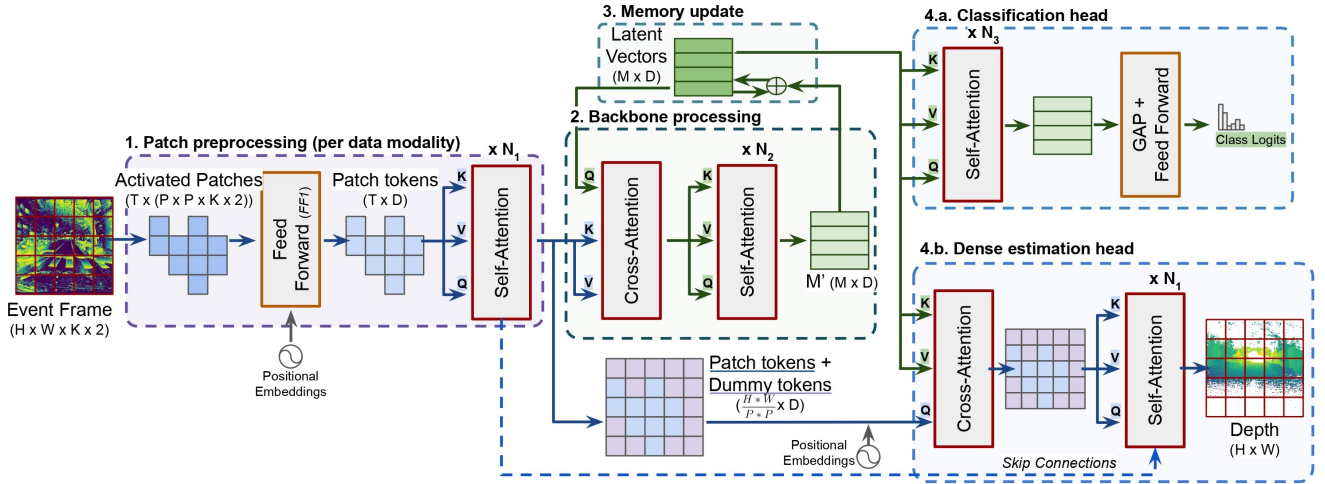 3. Memory update
Latent
Vectors
(M x D)
4.a. Classification head
x N3
K
V
Q
Self-Attention
GAP +
Feed Forward
Class Logits
1. Patch preprocessing (per data modality)
Event Frame
(H x W x K x 2)
Activated Patches
(T x (P x P x K x 2))
Feed
Forward (FF1)
Positional
Embeddings
Patch tokens
(T x D)
x N1
K
V
Q
Self-Attention
2. Backbone processing
Q
K
V
Cross-Attention
x N2
K
V
Q
Self-Attention
M' (M x D)
Patch tokens +
Dummy tokens
(H * W / P * P x D)
Positional
Embeddings
4.b. Dense estimation head
K
V
Q
Cross-Attention
x N1
K
V
Q
Self-Attention
Skip Connections
Depth
(H x W)